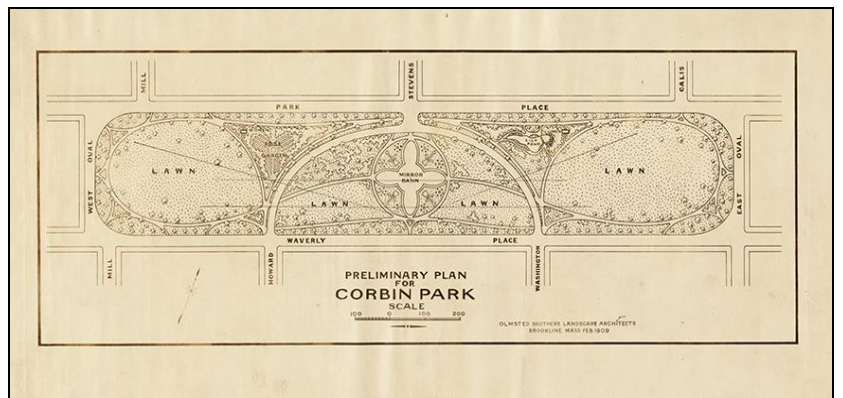 MILL
STEVENS
CALIS
PARK
PLACE
WEST OVAL
LAWN
ROSE
GARDEN
MIRROR
BASIN
LAWN
LAWN
LAWN
EAST OVAL
WAVERLY
PLACE
MILL
HOWARD
WASHINGTON
PRELIMINARY PLAN
FOR
CORBIN PARK
SCALE
100 0 100 200
OLMSTED BROTHERS LANDSCAPE ARCHITECTS
BROOKLINE MASS FEB. 1909